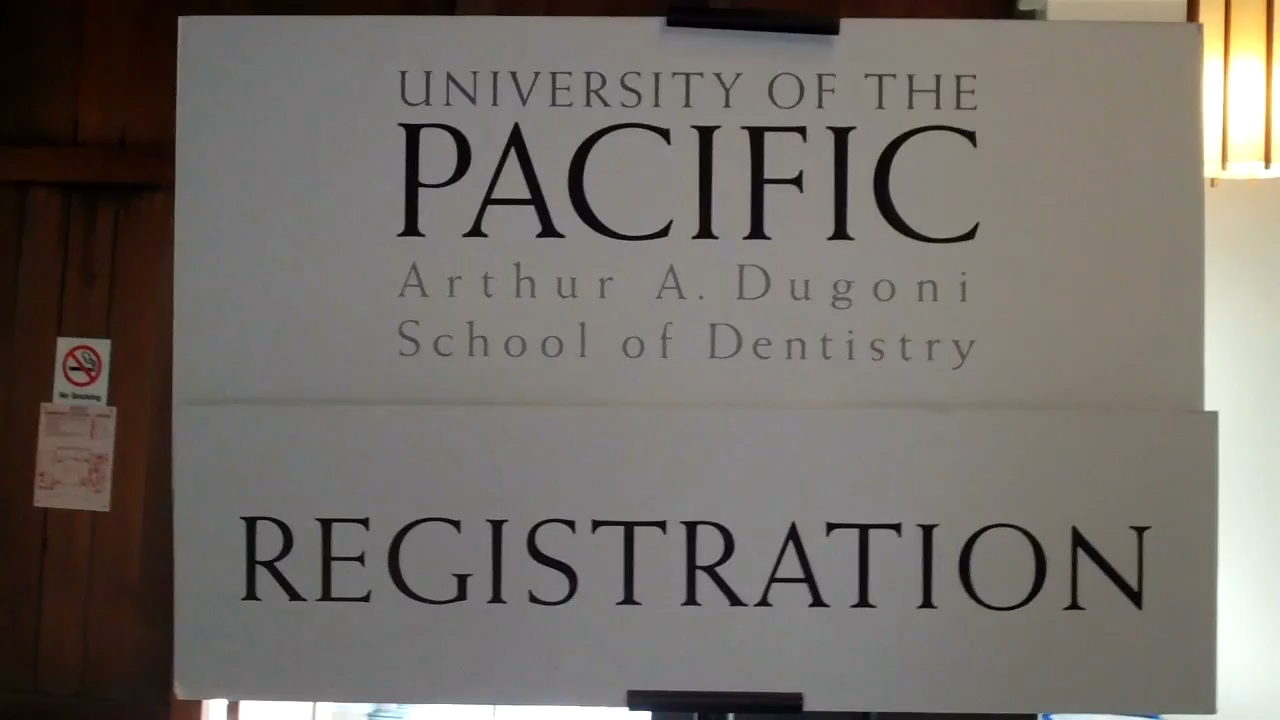 UNIVERSITY OF THE
PACIFIC
Arthur A. Dugoni
School of Dentistry
REGISTRATION
No Smoking